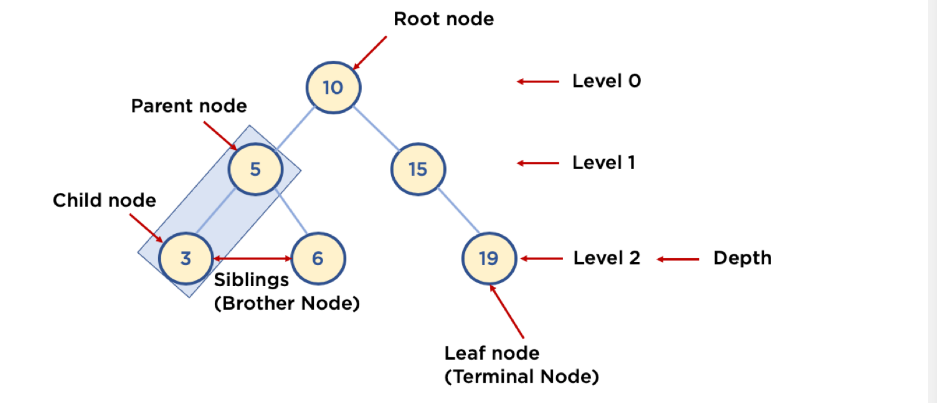 Root node
10
Level 0
Parent node
5
15
Level 1
Child node
3
6
19
Level 2
Depth
Siblings
(Brother Node)
Leaf node
(Terminal Node)